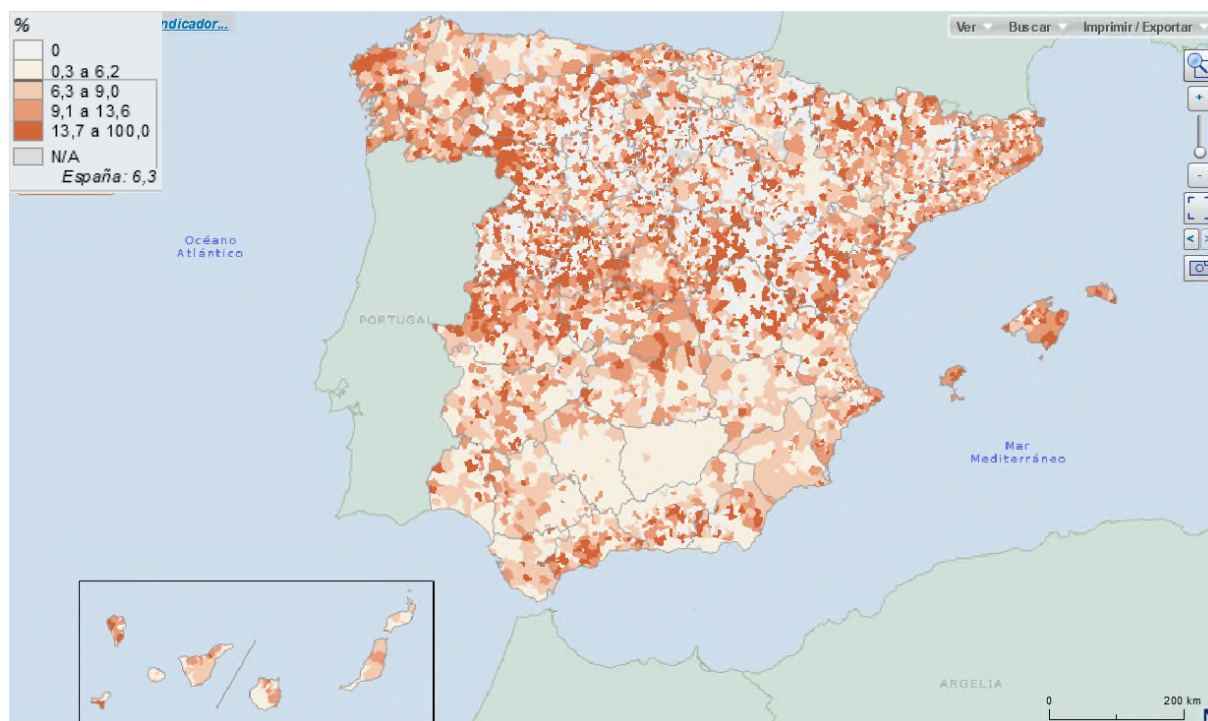 %
ndicador...
0
0,3 a 6,2
6,3 a 9,0
9,1 a 13,6
13,7 a 100,0
N/A
España: 6,3
Ver
Buscar
Imprimir / Exportar
+
-
< >
Océano
Atlántico
PORTUGAL
Mar
Mediterráneo
ARGELIA
0 200 km